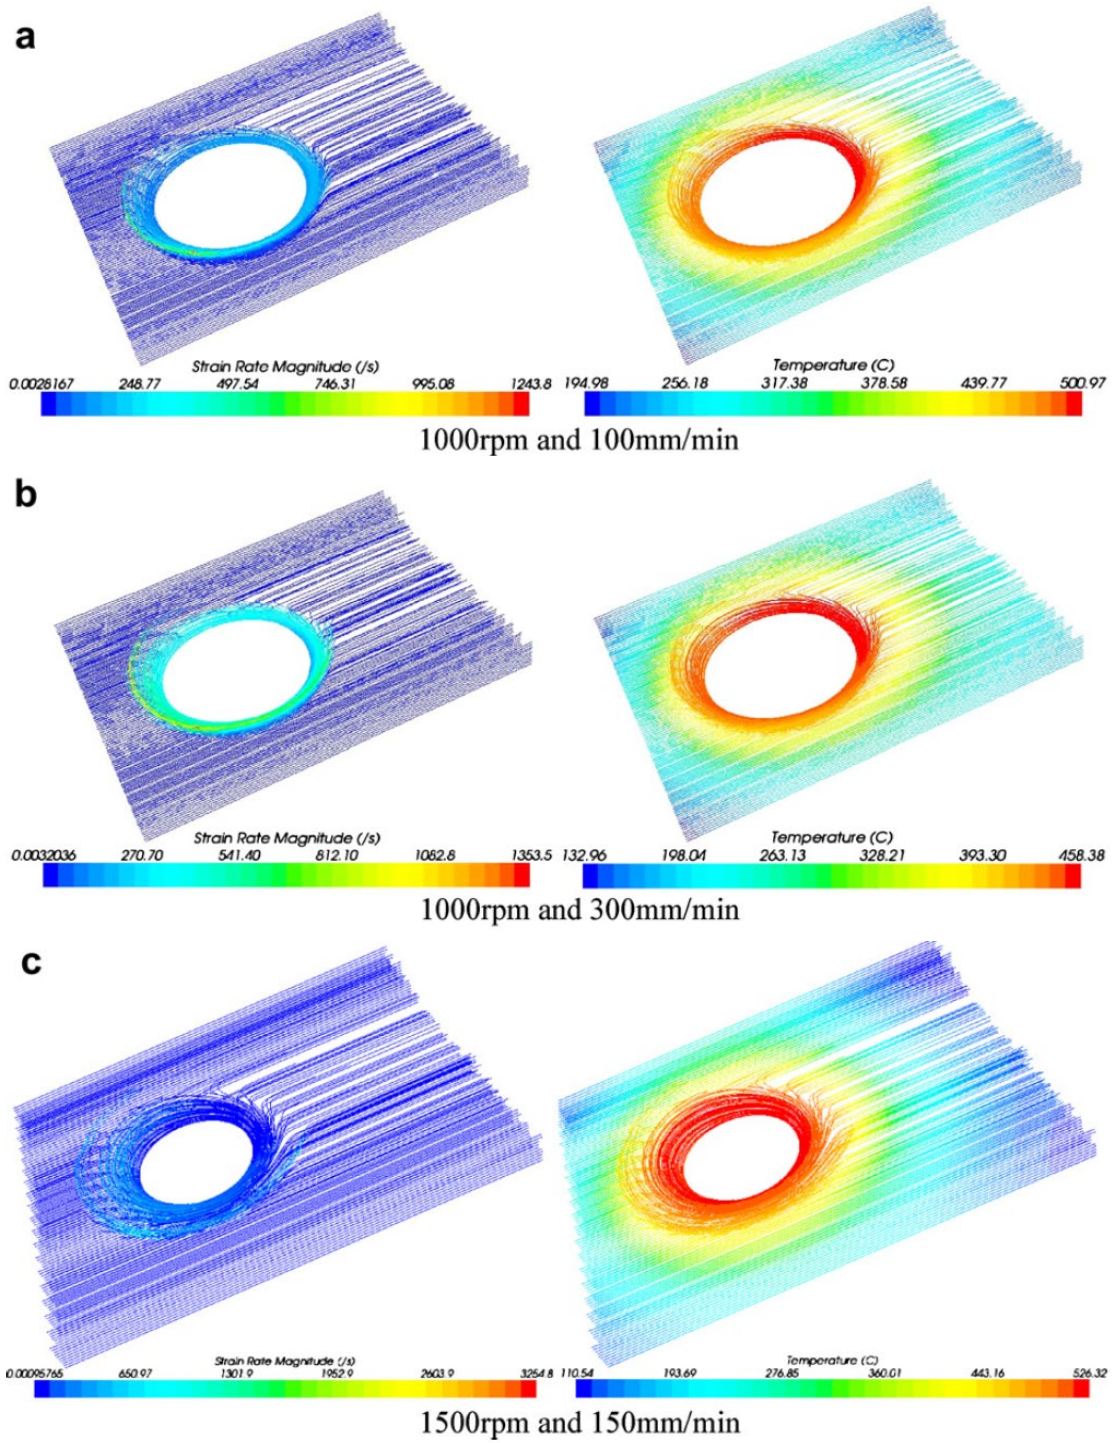 a
Strain Rate Magnitude (/s)
0.0026167 248.77 497.54 746.31 995.08 1243.8
Temperature (C)
194.98 256.18 317.38 378.58 439.77 500.97
1000rpm and 100mm/min
b
Strain Rate Magnitude (/s)
0.0032036 270.70 541.40 812.10 1082.8 1353.5
Temperature (C)
132.96 198.04 263.13 328.21 393.30 458.38
1000rpm and 300mm/min
c
Strain Rate Magnitude (/s)
0.00095765 650.97 1301.9 1952.9 2603.9 3254.8
Temperature (C)
110.54 193.69 276.85 360.01 443.16 526.32
1500rpm and 150mm/min